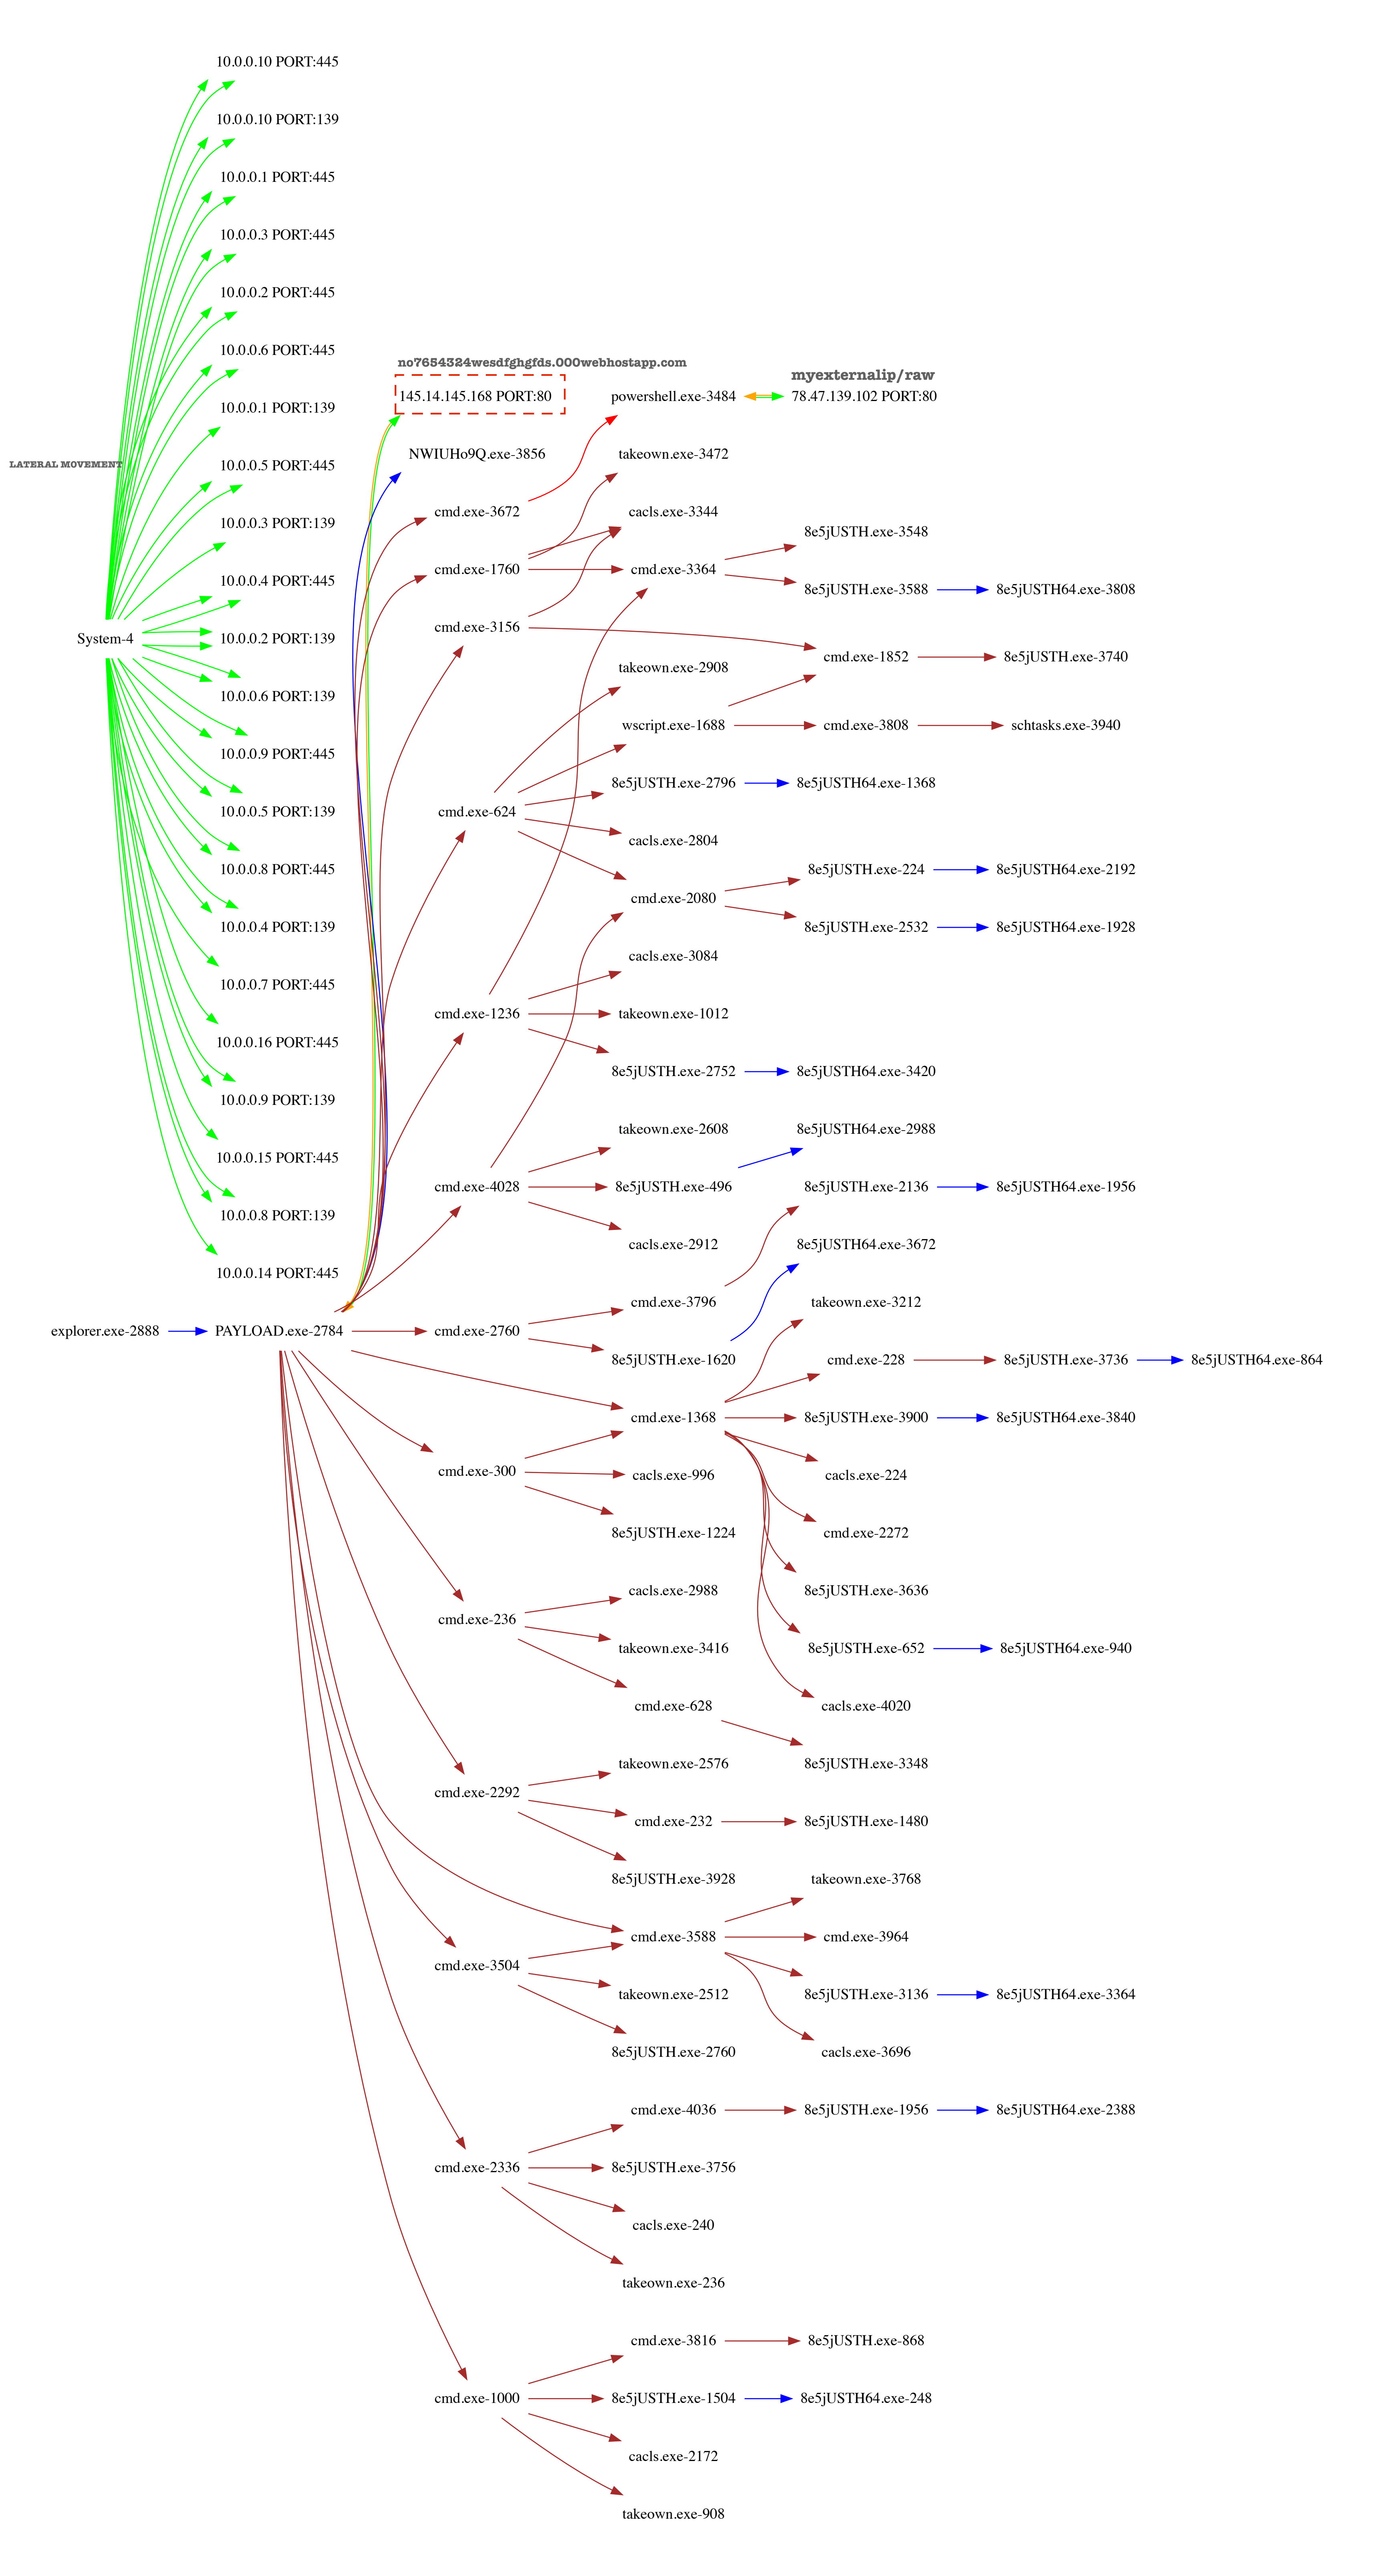 10.0.0.10 PORT:445
10.0.0.10 PORT:139
10.0.0.1 PORT:445
10.0.0.3 PORT:445
10.0.0.2 PORT:445
10.0.0.6 PORT:445
10.0.0.1 PORT:139
LATERAL MOVEMENT
10.0.0.5 PORT:445
10.0.0.3 PORT:139
10.0.0.4 PORT:445
System-4
10.0.0.2 PORT:139
10.0.0.6 PORT:139
10.0.0.9 PORT:445
10.0.0.5 PORT:139
10.0.0.8 PORT:445
10.0.0.4 PORT:139
10.0.0.7 PORT:445
10.0.0.16 PORT:445
10.0.0.9 PORT:139
10.0.0.15 PORT:445
10.0.0.8 PORT:139
10.0.0.14 PORT:445
explorer.exe-2888
PAYLOAD.exe-2784
no7654324wesdfghgfds.000webhostapp.com
145.14.145.168 PORT:80
NWIUHo9Q.exe-3856
cmd.exe-3672
cmd.exe-1760
cmd.exe-3156
cmd.exe-624
cmd.exe-1236
cmd.exe-4028
cmd.exe-2760
cmd.exe-300
cmd.exe-236
cmd.exe-2292
cmd.exe-3504
cmd.exe-2336
cmd.exe-1000
powershell.exe-3484
takeown.exe-3472
cacls.exe-3344
cmd.exe-3364
takeown.exe-2908
wscript.exe-1688
8e5jUSTH.exe-2796
cacls.exe-2804
cmd.exe-2080
cacls.exe-3084
takeown.exe-1012
8e5jUSTH.exe-2752
takeown.exe-2608
8e5jUSTH.exe-496
cacls.exe-2912
cmd.exe-3796
8e5jUSTH.exe-1620
cmd.exe-1368
cacls.exe-996
8e5jUSTH.exe-1224
cacls.exe-2988
takeown.exe-3416
cmd.exe-628
takeown.exe-2576
cmd.exe-232
8e5jUSTH.exe-3928
cmd.exe-3588
takeown.exe-2512
8e5jUSTH.exe-2760
cmd.exe-4036
8e5jUSTH.exe-3756
cacls.exe-240
takeown.exe-236
cmd.exe-3816
8e5jUSTH.exe-1504
cacls.exe-2172
takeown.exe-908
myexternalip/raw
78.47.139.102 PORT:80
8e5jUSTH.exe-3548
8e5jUSTH.exe-3588
cmd.exe-1852
cmd.exe-3808
8e5jUSTH64.exe-1368
8e5jUSTH.exe-224
8e5jUSTH.exe-2532
8e5jUSTH64.exe-3420
8e5jUSTH64.exe-2988
8e5jUSTH.exe-2136
8e5jUSTH64.exe-3672
takeown.exe-3212
cmd.exe-228
8e5jUSTH.exe-3900
cacls.exe-224
cmd.exe-2272
8e5jUSTH.exe-3636
8e5jUSTH.exe-652
cacls.exe-4020
8e5jUSTH.exe-3348
8e5jUSTH.exe-1480
takeown.exe-3768
cmd.exe-3964
8e5jUSTH.exe-3136
cacls.exe-3696
8e5jUSTH.exe-1956
8e5jUSTH.exe-868
8e5jUSTH64.exe-248
8e5jUSTH64.exe-3808
8e5jUSTH.exe-3740
schtasks.exe-3940
8e5jUSTH64.exe-2192
8e5jUSTH64.exe-1928
8e5jUSTH64.exe-1956
8e5jUSTH.exe-3736
8e5jUSTH64.exe-3840
8e5jUSTH64.exe-940
8e5jUSTH64.exe-3364
8e5jUSTH64.exe-2388
8e5jUSTH64.exe-864